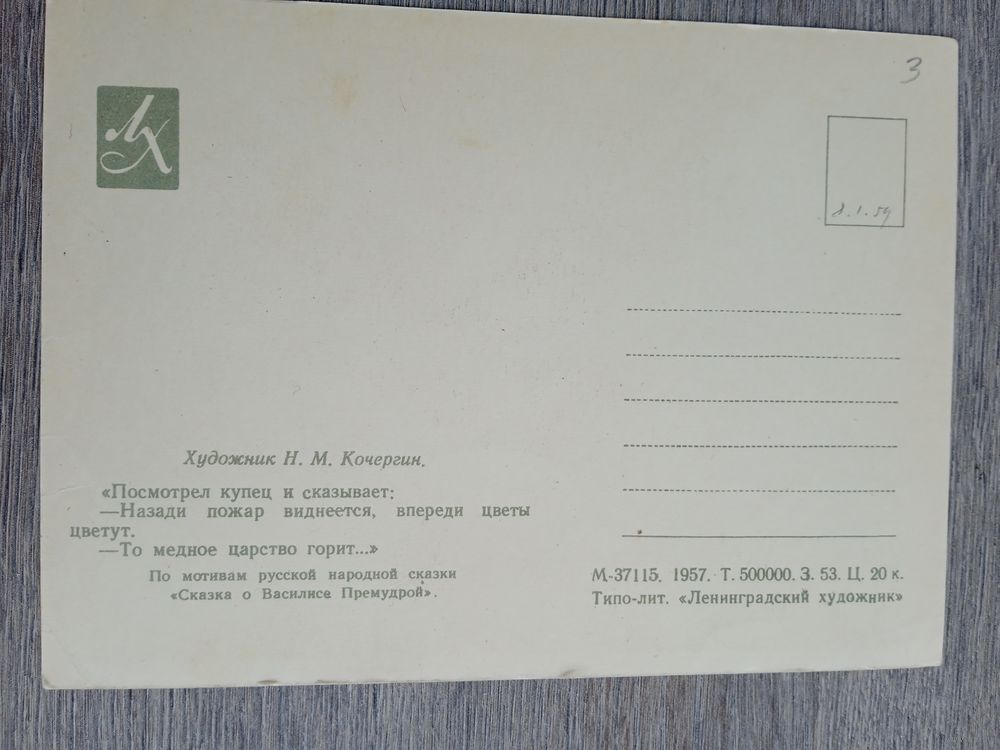 3
ЛХ
8.1.59
Художник Н. М. Кочергин.
«Посмотрел купец и сказывает:
—Назади пожар виднеется, впереди цветы
цветут.
—То медное царство горит...»
По мотивам русской народной сказки
«Сказка о Василисе Премудрой».
М-37115. 1957. Т. 500000. З. 53. Ц. 20 к.
Типо-лит. «Ленинградский художник»